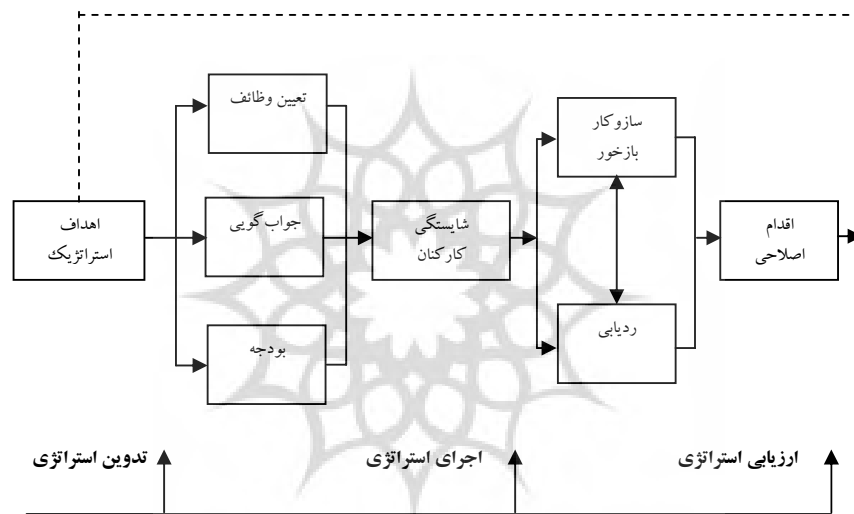 تعیین وظائف
سازوکار
بازخور
اهداف
استراتژیک
جواب‌گویی
شایستگی
کارکنان
اقدام
اصلاحی
بودجه
ردیابی
تدوین استراتژی
اجرای استراتژی
ارزیابی استراتژی